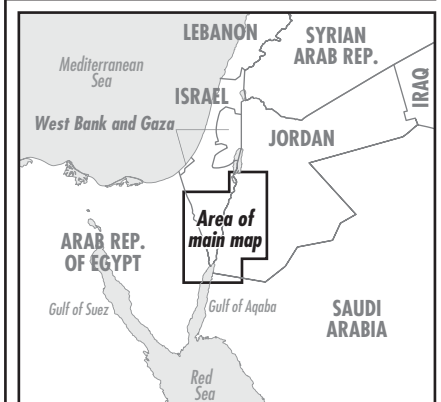 LEBANON
SYRIAN
ARAB REP.
Mediterranean
Sea
IRAQ
ISRAEL
West Bank and Gaza
JORDAN
Area of
main map
ARAB REP.
OF EGYPT
Gulf of Suez
Gulf of Aqaba
SAUDI
ARABIA
Red
Sea